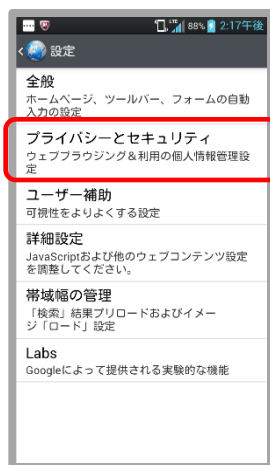 LTE 88% 2:17午後
設定
全般
ホームページ、ツールバー、フォームの自動
入力の設定
プライバシーとセキュリティ
ウェブブラウジング＆利用の個人情報管理設
定
ユーザー補助
可視性をよりよくする設定
詳細設定
JavaScriptおよび他のウェブコンテンツ設定
を調整してください。
帯域幅の管理
「検索」結果プリロードおよびイメー
ジ「ロード」設定
Labs
Googleによって提供される実験的な機能